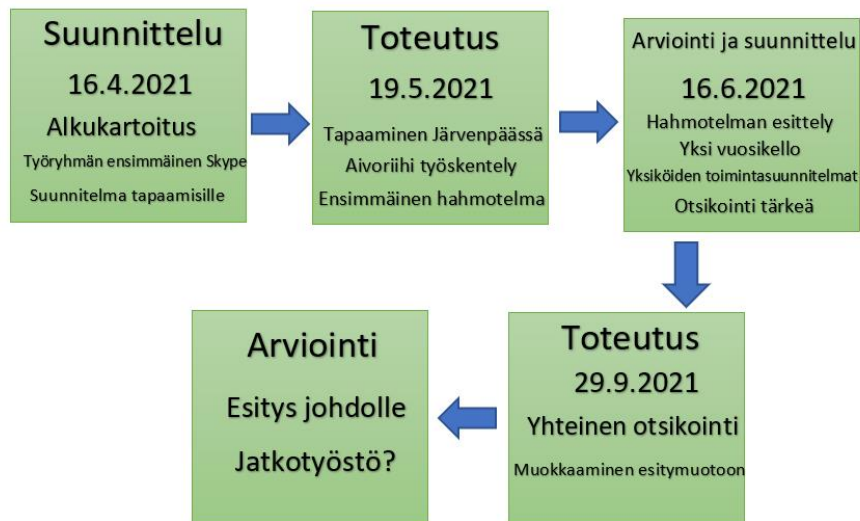 Suunnittelu
16.4.2021
Alkukartoitus
Työryhmän ensimmäinen Skype
Suunnitelma tapaamisille
Toteutus
19.5.2021
Tapaaminen Järvenpäässä
Aivoriihi työskentely
Ensimmäinen hahmotelma
Arviointi ja suunnittelu
16.6.2021
Hahmotelman esittely
Yksi vuosikello
Yksiköiden toimintasuunnitelmat
Otsikointi tärkeä
Toteutus
29.9.2021
Yhteinen otsikointi
Muokkaaminen esitymuotoon
Arviointi
Esitys johdolle
Jatkotyöstö?